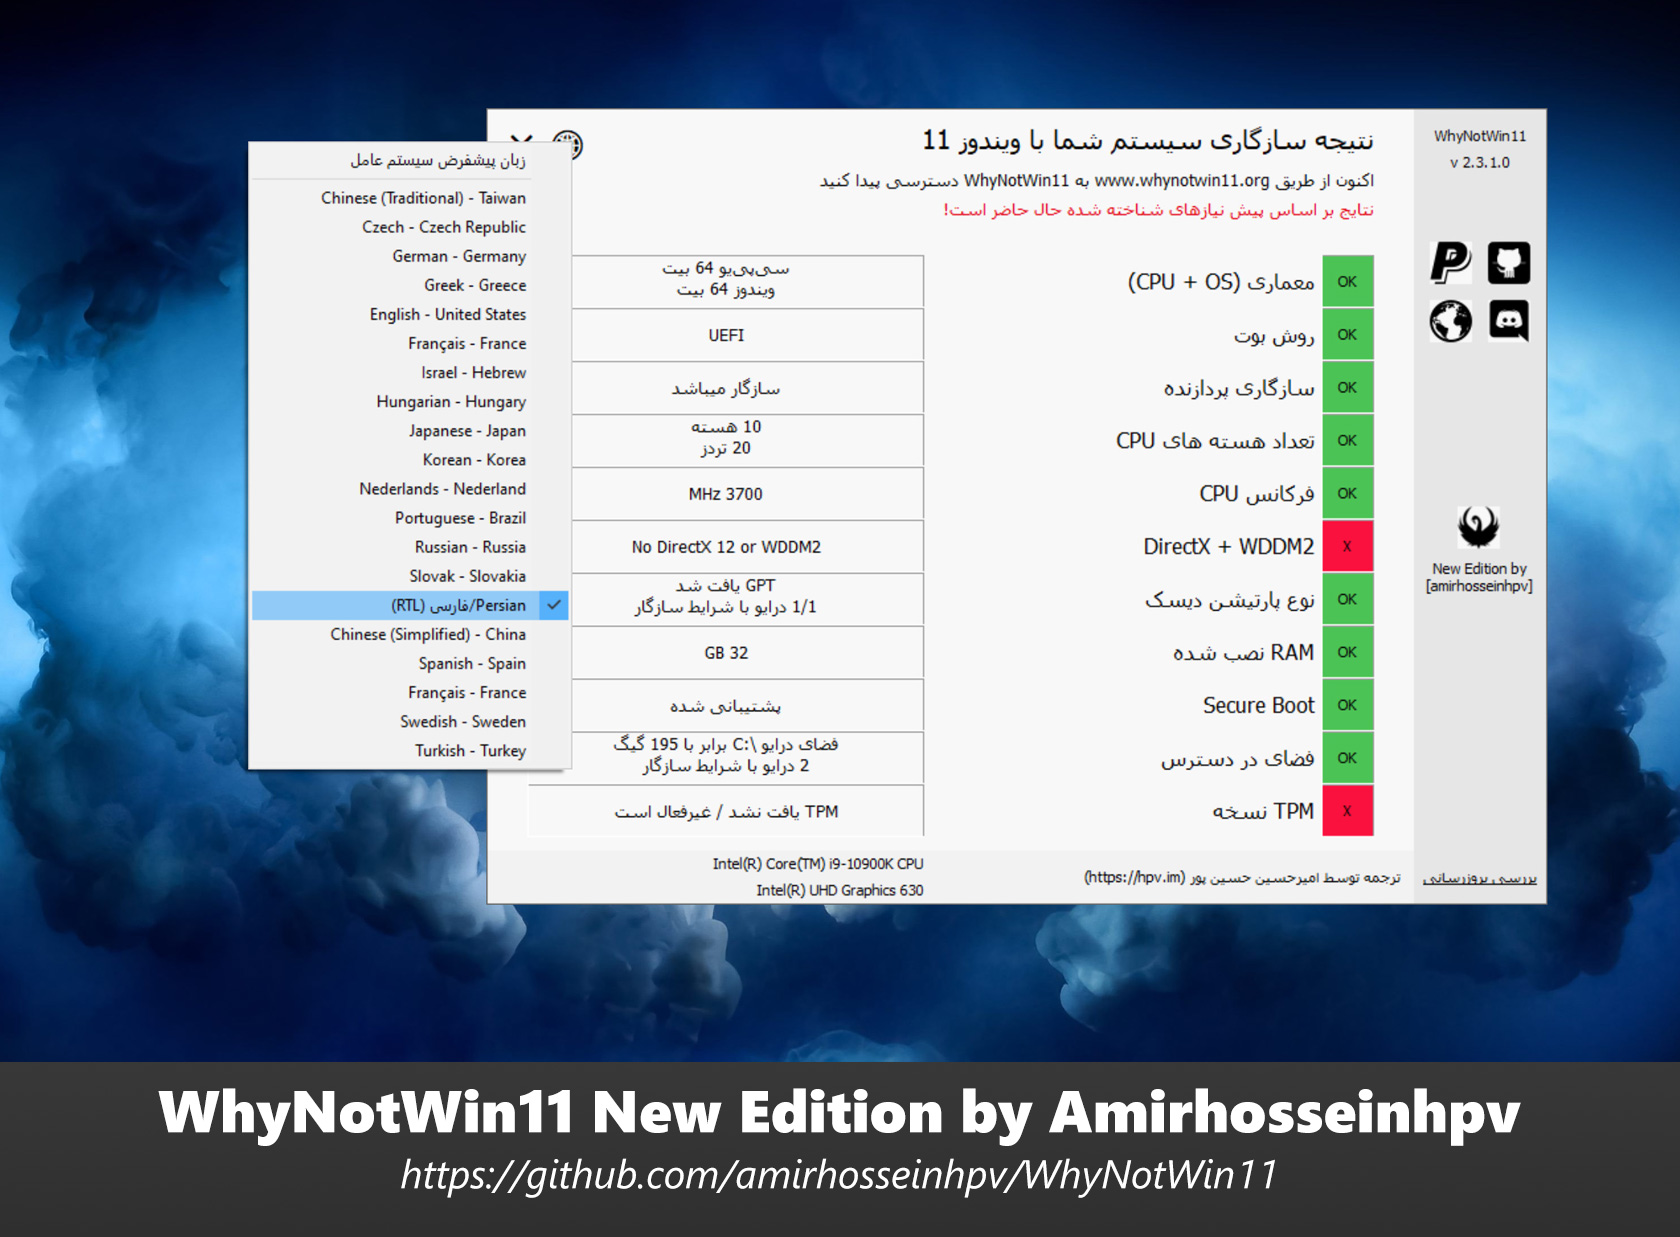 زبان پیشفرض سیستم عامل
Chinese (Traditional) - Taiwan
Czech - Czech Republic
German - Germany
Greek - Greece
English - United States
Français - France
Israel - Hebrew
Hungarian - Hungary
Japanese - Japan
Korean - Korea
Nederlands - Nederland
Portuguese - Brazil
Russian - Russia
Slovak - Slovakia
Persian/فارسی (RTL)
Chinese (Simplified) - China
Spanish - Spain
Français - France
Swedish - Sweden
Turkish - Turkey
WhyNotWin11
v 2.3.1.0
New Edition by
[amirhosseinhpv]
بررسی بروزرسانی
نتیجه سازگاری سیستم شما با ویندوز 11
اکنون از طریق www.whynotwin11.org به WhyNotWin11 دسترسی پیدا کنید
نتایج بر اساس پیش نیازهای شناخته شده حال حاضر است!
OK معماری (CPU + OS)
سی‌پی‌یو 64 بیت
ویندوز 64 بیت
OK روش بوت
UEFI
OK سازگاری پردازنده
سازگار میباشد
OK تعداد هسته های CPU
10 هسته
20 تردز
OK فرکانس CPU
MHz 3700
X DirectX + WDDM2
No DirectX 12 or WDDM2
OK نوع پارتیشن دیسک
GPT یافت شد
1/1 درایو با شرایط سازگار
OK RAM نصب شده
GB 32
OK Secure Boot
پشتیبانی شده
OK فضای در دسترس
فضای درایو C:\ برابر با 195 گیگ
2 درایو با شرایط سازگار
X TPM نسخه
TPM یافت نشد / غیرفعال است
ترجمه توسط امیرحسین حسین پور (https://hpv.im)
Intel(R) Core(TM) i9-10900K CPU
Intel(R) UHD Graphics 630
WhyNotWin11 New Edition by Amirhosseinhpv
https://github.com/amirhosseinhpv/WhyNotWin11